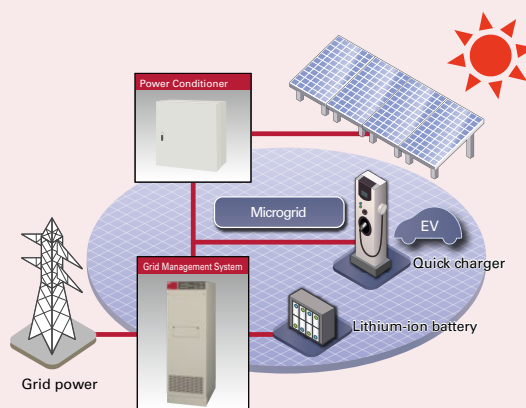 Power Conditioner
Microgrid
EV
Quick charger
Grid Management System
Lithium-ion battery
Grid power